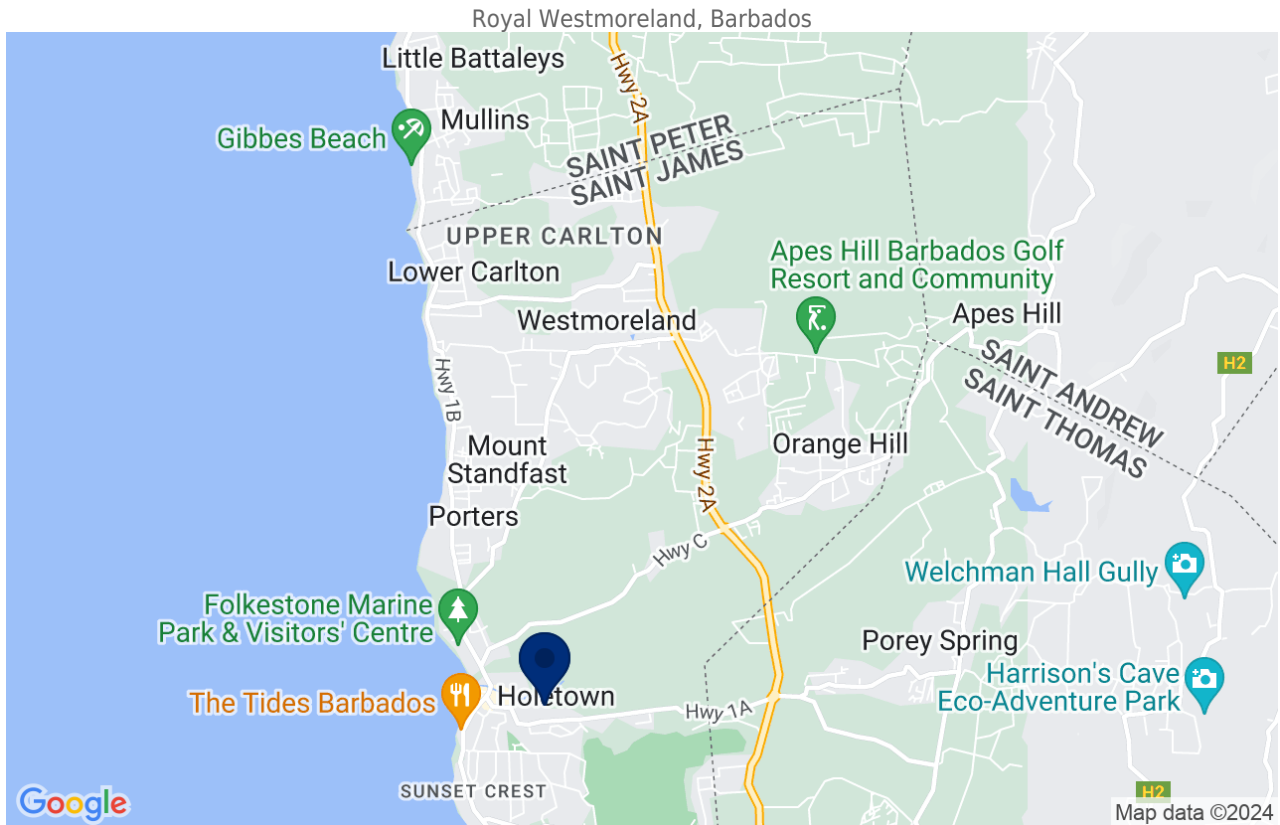 Royal Westmoreland, Barbados
Little Battaleys
Hwy 2A
Mullins
Gibbes Beach
SAINT PETER
SAINT JAMES
UPPER CARLTON
Lower Carlton
Apes Hill Barbados Golf
Resort and Community
Westmoreland
Apes Hill
SAINT ANDREW
SAINT THOMAS
H2
Hwy 1B
Mount
Standfast
Orange Hill
Hwy 2A
Porters
Hwy C
Welchman Hall Gully
Folkestone Marine
Park & Visitors' Centre
Porey Spring
Harrison's Cave
Eco-Adventure Park
The Tides Barbados
Holetown
Hwy 1A
SUNSET CREST
H2
Google
Map data ©2024